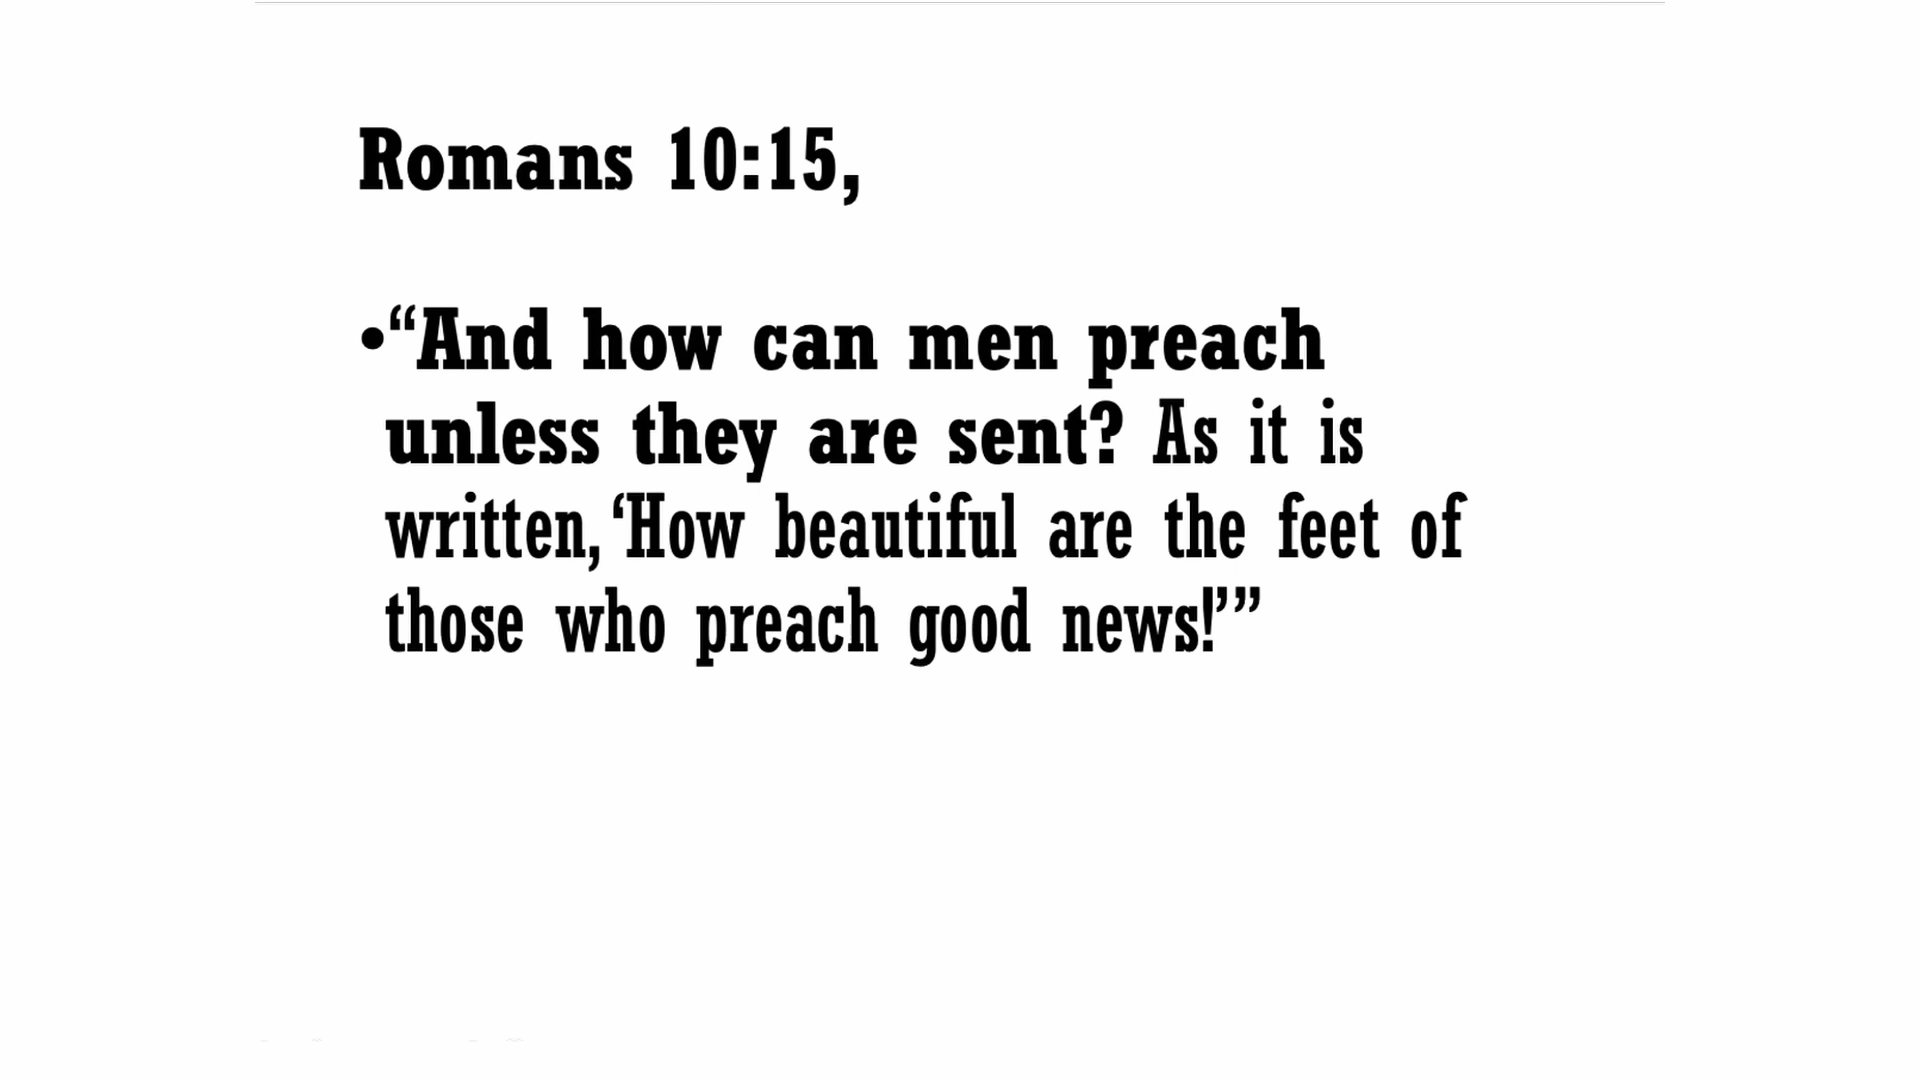 Romans 10:15,
•“And how can men preach
unless they are sent? As it is
written, ‘How beautiful are the feet of
those who preach good news!’”